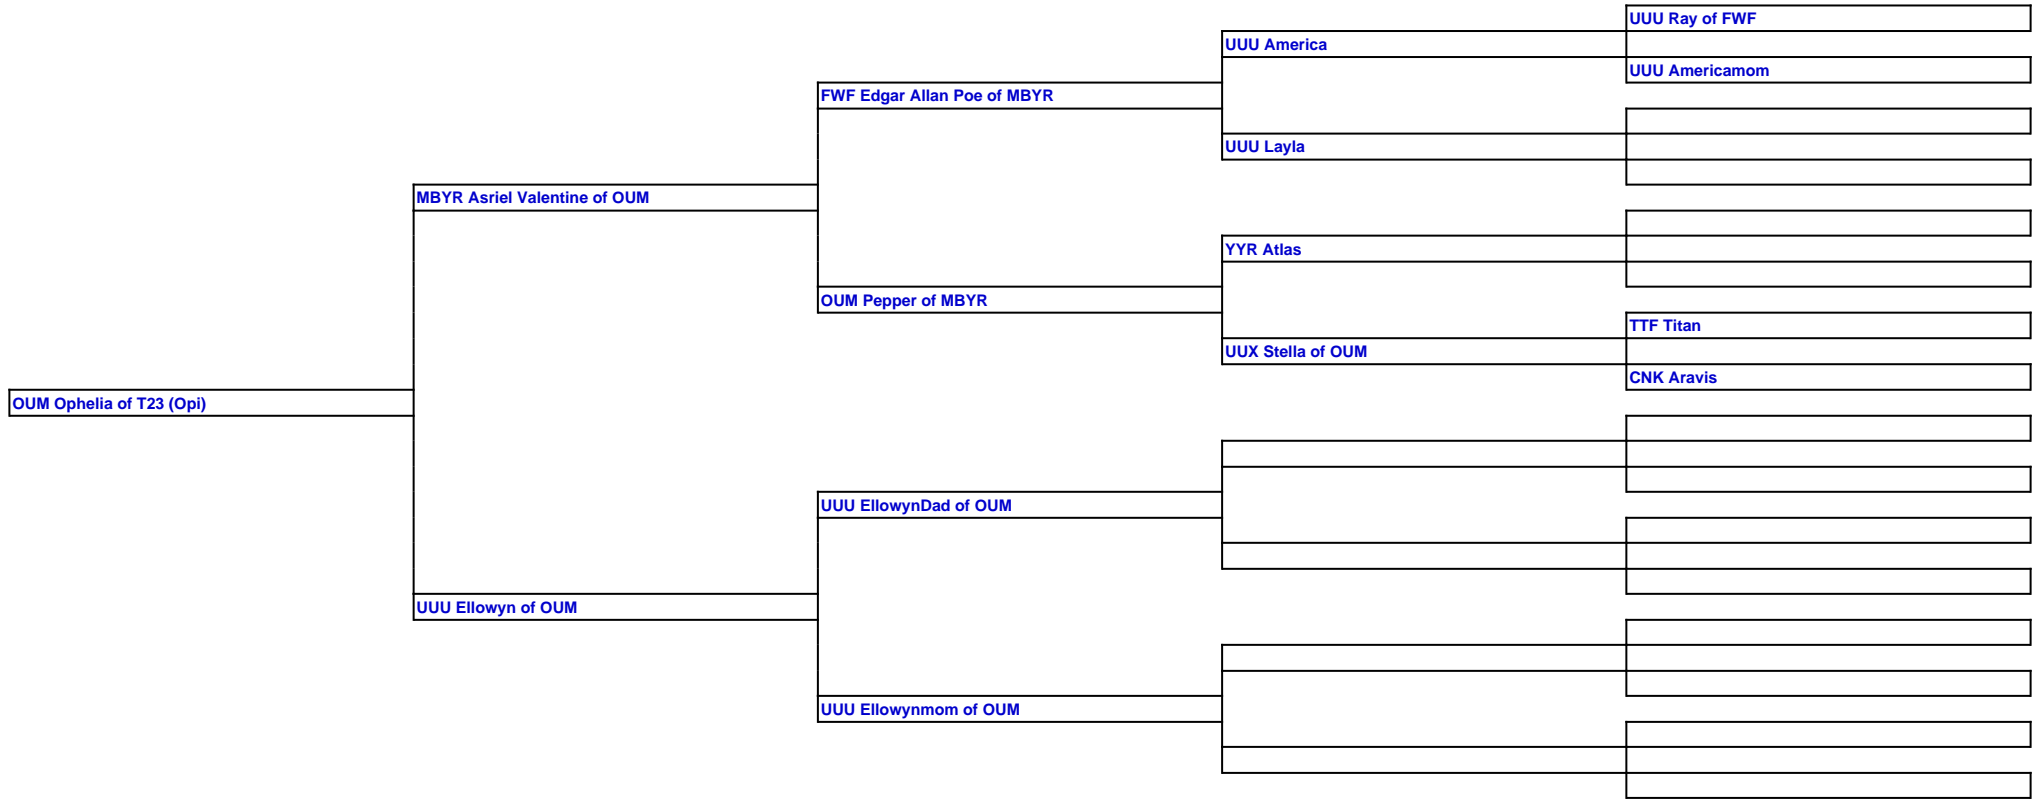 UUU Ray of FWF
UUU America
UUU Americamom
FWF Edgar Allan Poe of MBYR
UUU Layla
MBYR Asriel Valentine of OUM
YYR Atlas
OUM Pepper of MBYR
TTF Titan
UUX Stella of OUM
CNK Aravis
OUM Ophelia of T23 (Opi)
UUU EllowynDad of OUM
UUU Ellowyn of OUM
UUU Ellowynmom of OUM